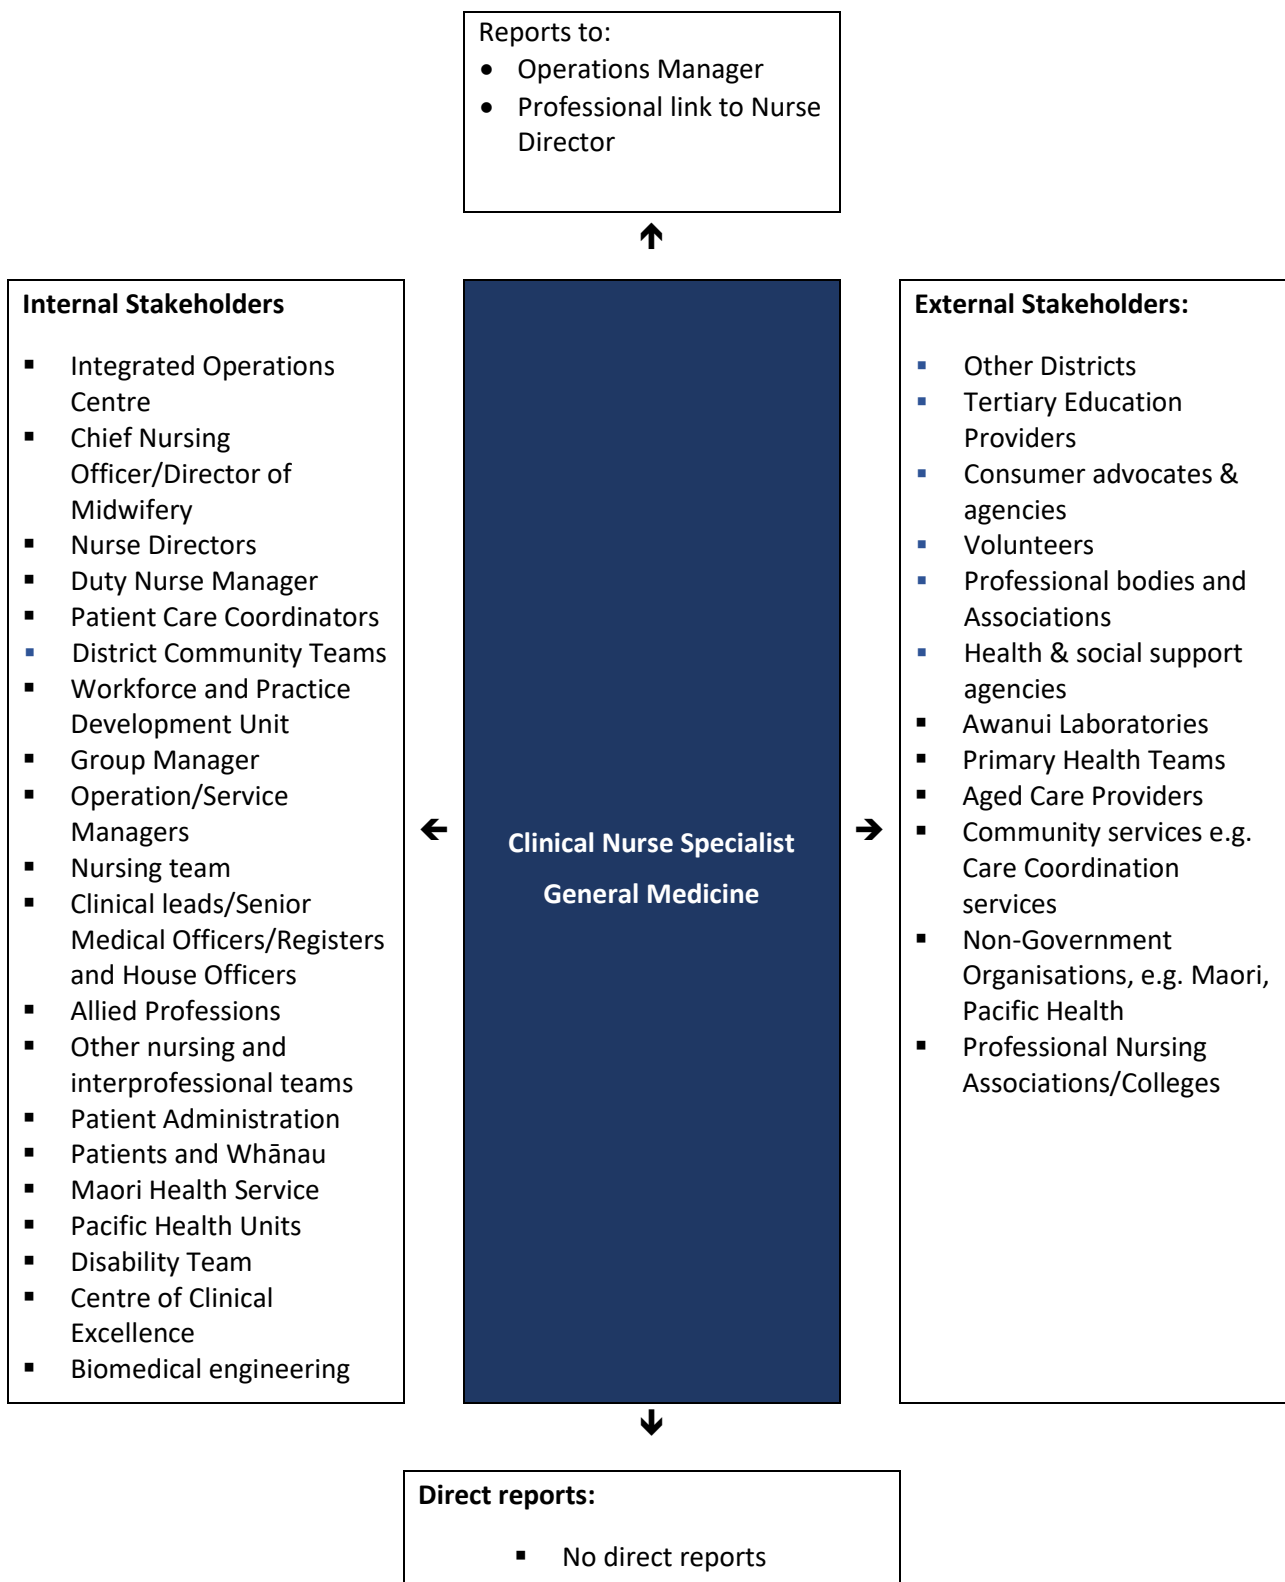 Reports to:
• Operations Manager
• Professional link to Nurse
Director
🡹
Internal Stakeholders
▪ Integrated Operations
Centre
▪ Chief Nursing
Officer/Director of
Midwifery
▪ Nurse Directors
▪ Duty Nurse Manager
▪ Patient Care Coordinators
▪ District Community Teams
▪ Workforce and Practice
Development Unit
▪ Group Manager
▪ Operation/Service
Managers
▪ Nursing team
▪ Clinical leads/Senior
Medical Officers/Registers
and House Officers
▪ Allied Professions
▪ Other nursing and
interprofessional teams
▪ Patient Administration
▪ Patients and Whānau
▪ Maori Health Service
▪ Pacific Health Units
▪ Disability Team
▪ Centre of Clinical
Excellence
▪ Biomedical engineering
🡸
Clinical Nurse Specialist
General Medicine
🡺
External Stakeholders:
▪ Other Districts
▪ Tertiary Education
Providers
▪ Consumer advocates &
agencies
▪ Volunteers
▪ Professional bodies and
Associations
▪ Health & social support
agencies
▪ Awanui Laboratories
▪ Primary Health Teams
▪ Aged Care Providers
▪ Community services e.g.
Care Coordination
services
▪ Non-Government
Organisations, e.g. Maori,
Pacific Health
▪ Professional Nursing
Associations/Colleges
🡻
Direct reports:
▪ No direct reports